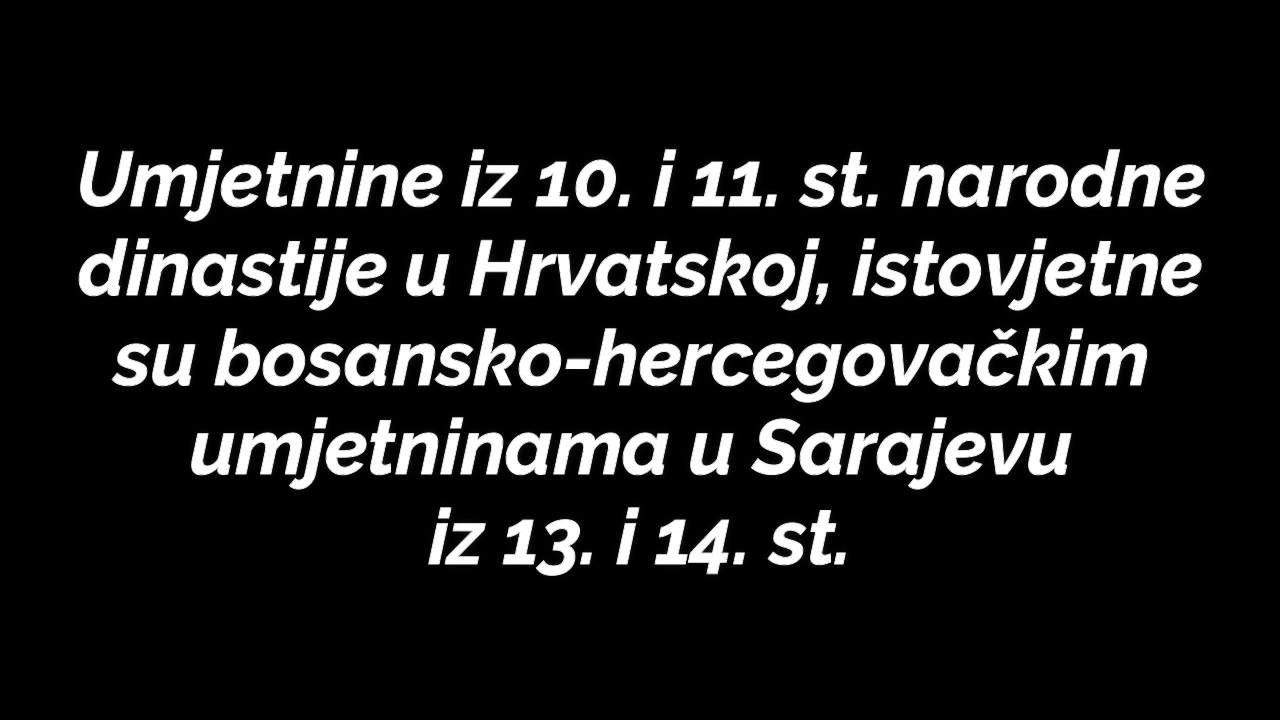 Umjetnine iz 10. i 11. st. narodne
dinastije u Hrvatskoj, istovjetne
su bosansko-hercegovačkim
umjetninama u Sarajevu
iz 13. i 14. st.